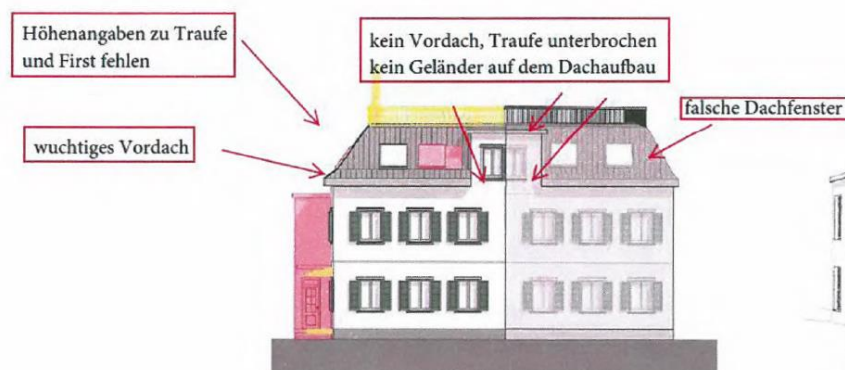 Höhenangaben zu Traufe
und First fehlen
kein Vordach, Traufe unterbrochen
kein Geländer auf dem Dachaufbau
falsche Dachfenster
wuchtiges Vordach